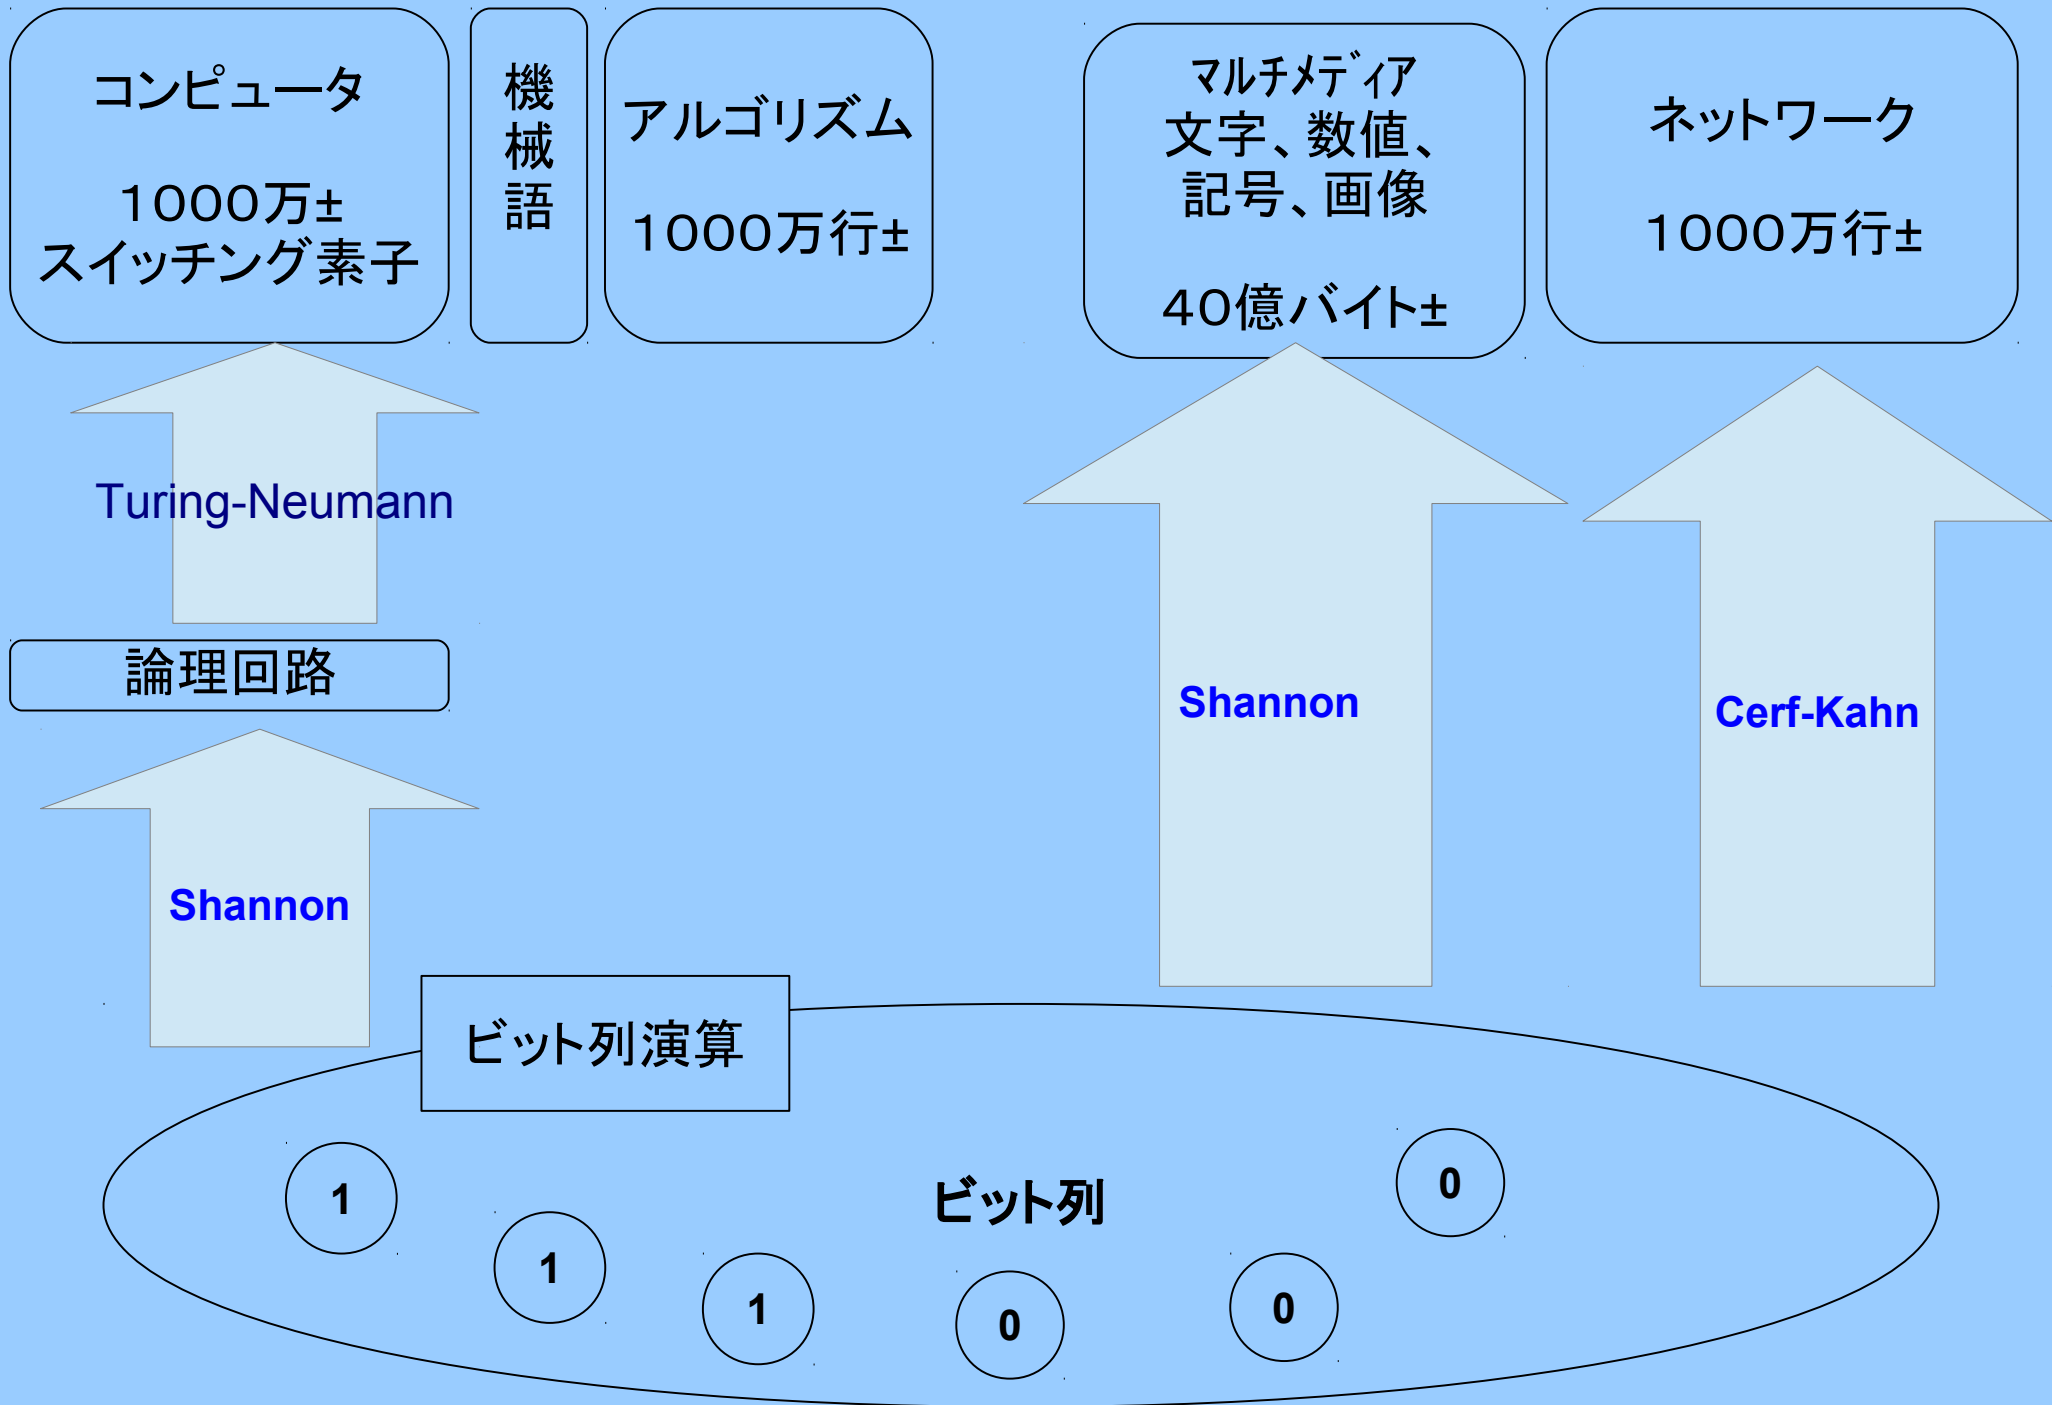 コンピュータ
１０００万±
スイッチング素子
機械語
アルゴリズム
１０００万行±
ﾏﾙﾁﾒﾃﾞｨｱ
文字、数値、
記号、画像
４０億バイト±
ネットワーク
１０００万行±
Turing-Neumann
論理回路
Shannon
Shannon
Cerf-Kahn
ビット列演算
ビット列
1
1
1
0
0
0